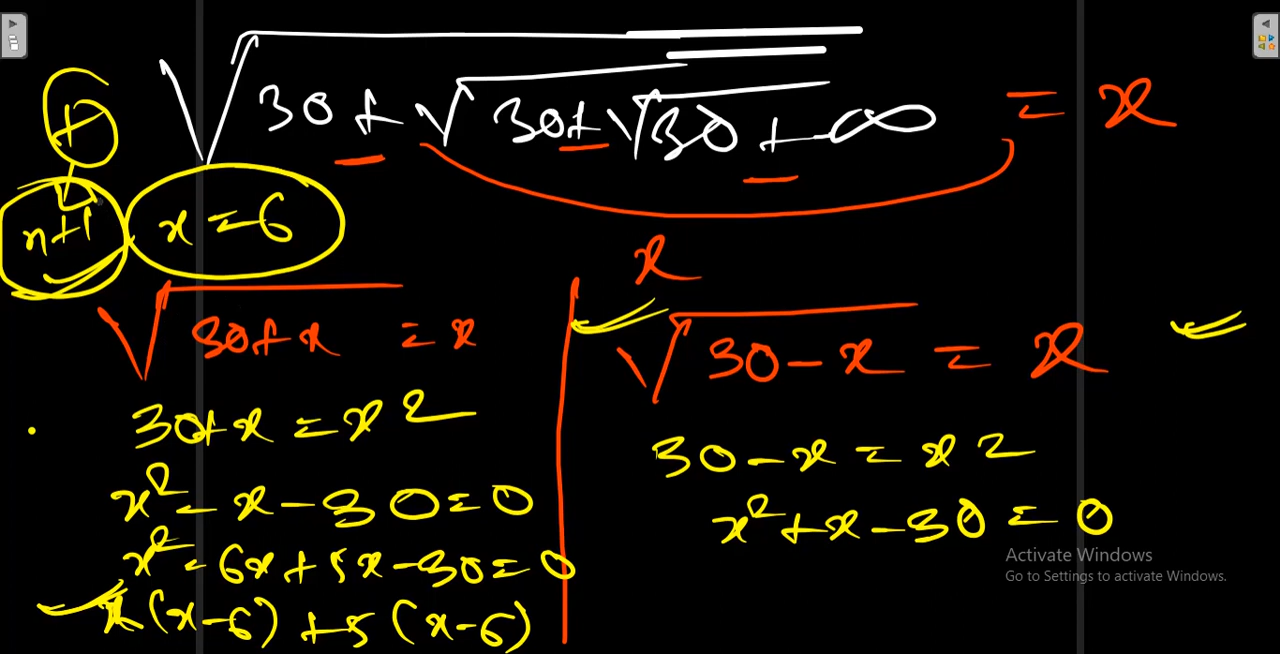 √30+√30+√30+-∞ = x
+
n+1
x=6
x
√30+x = x
√30-x = x
30+x = x2
30-x = x2
x²-x-30=0
x²+x-30=0
x²-6x+5x-30=0
x(x-6)+5(x-6)
Activate Windows
Go to Settings to activate Windows.